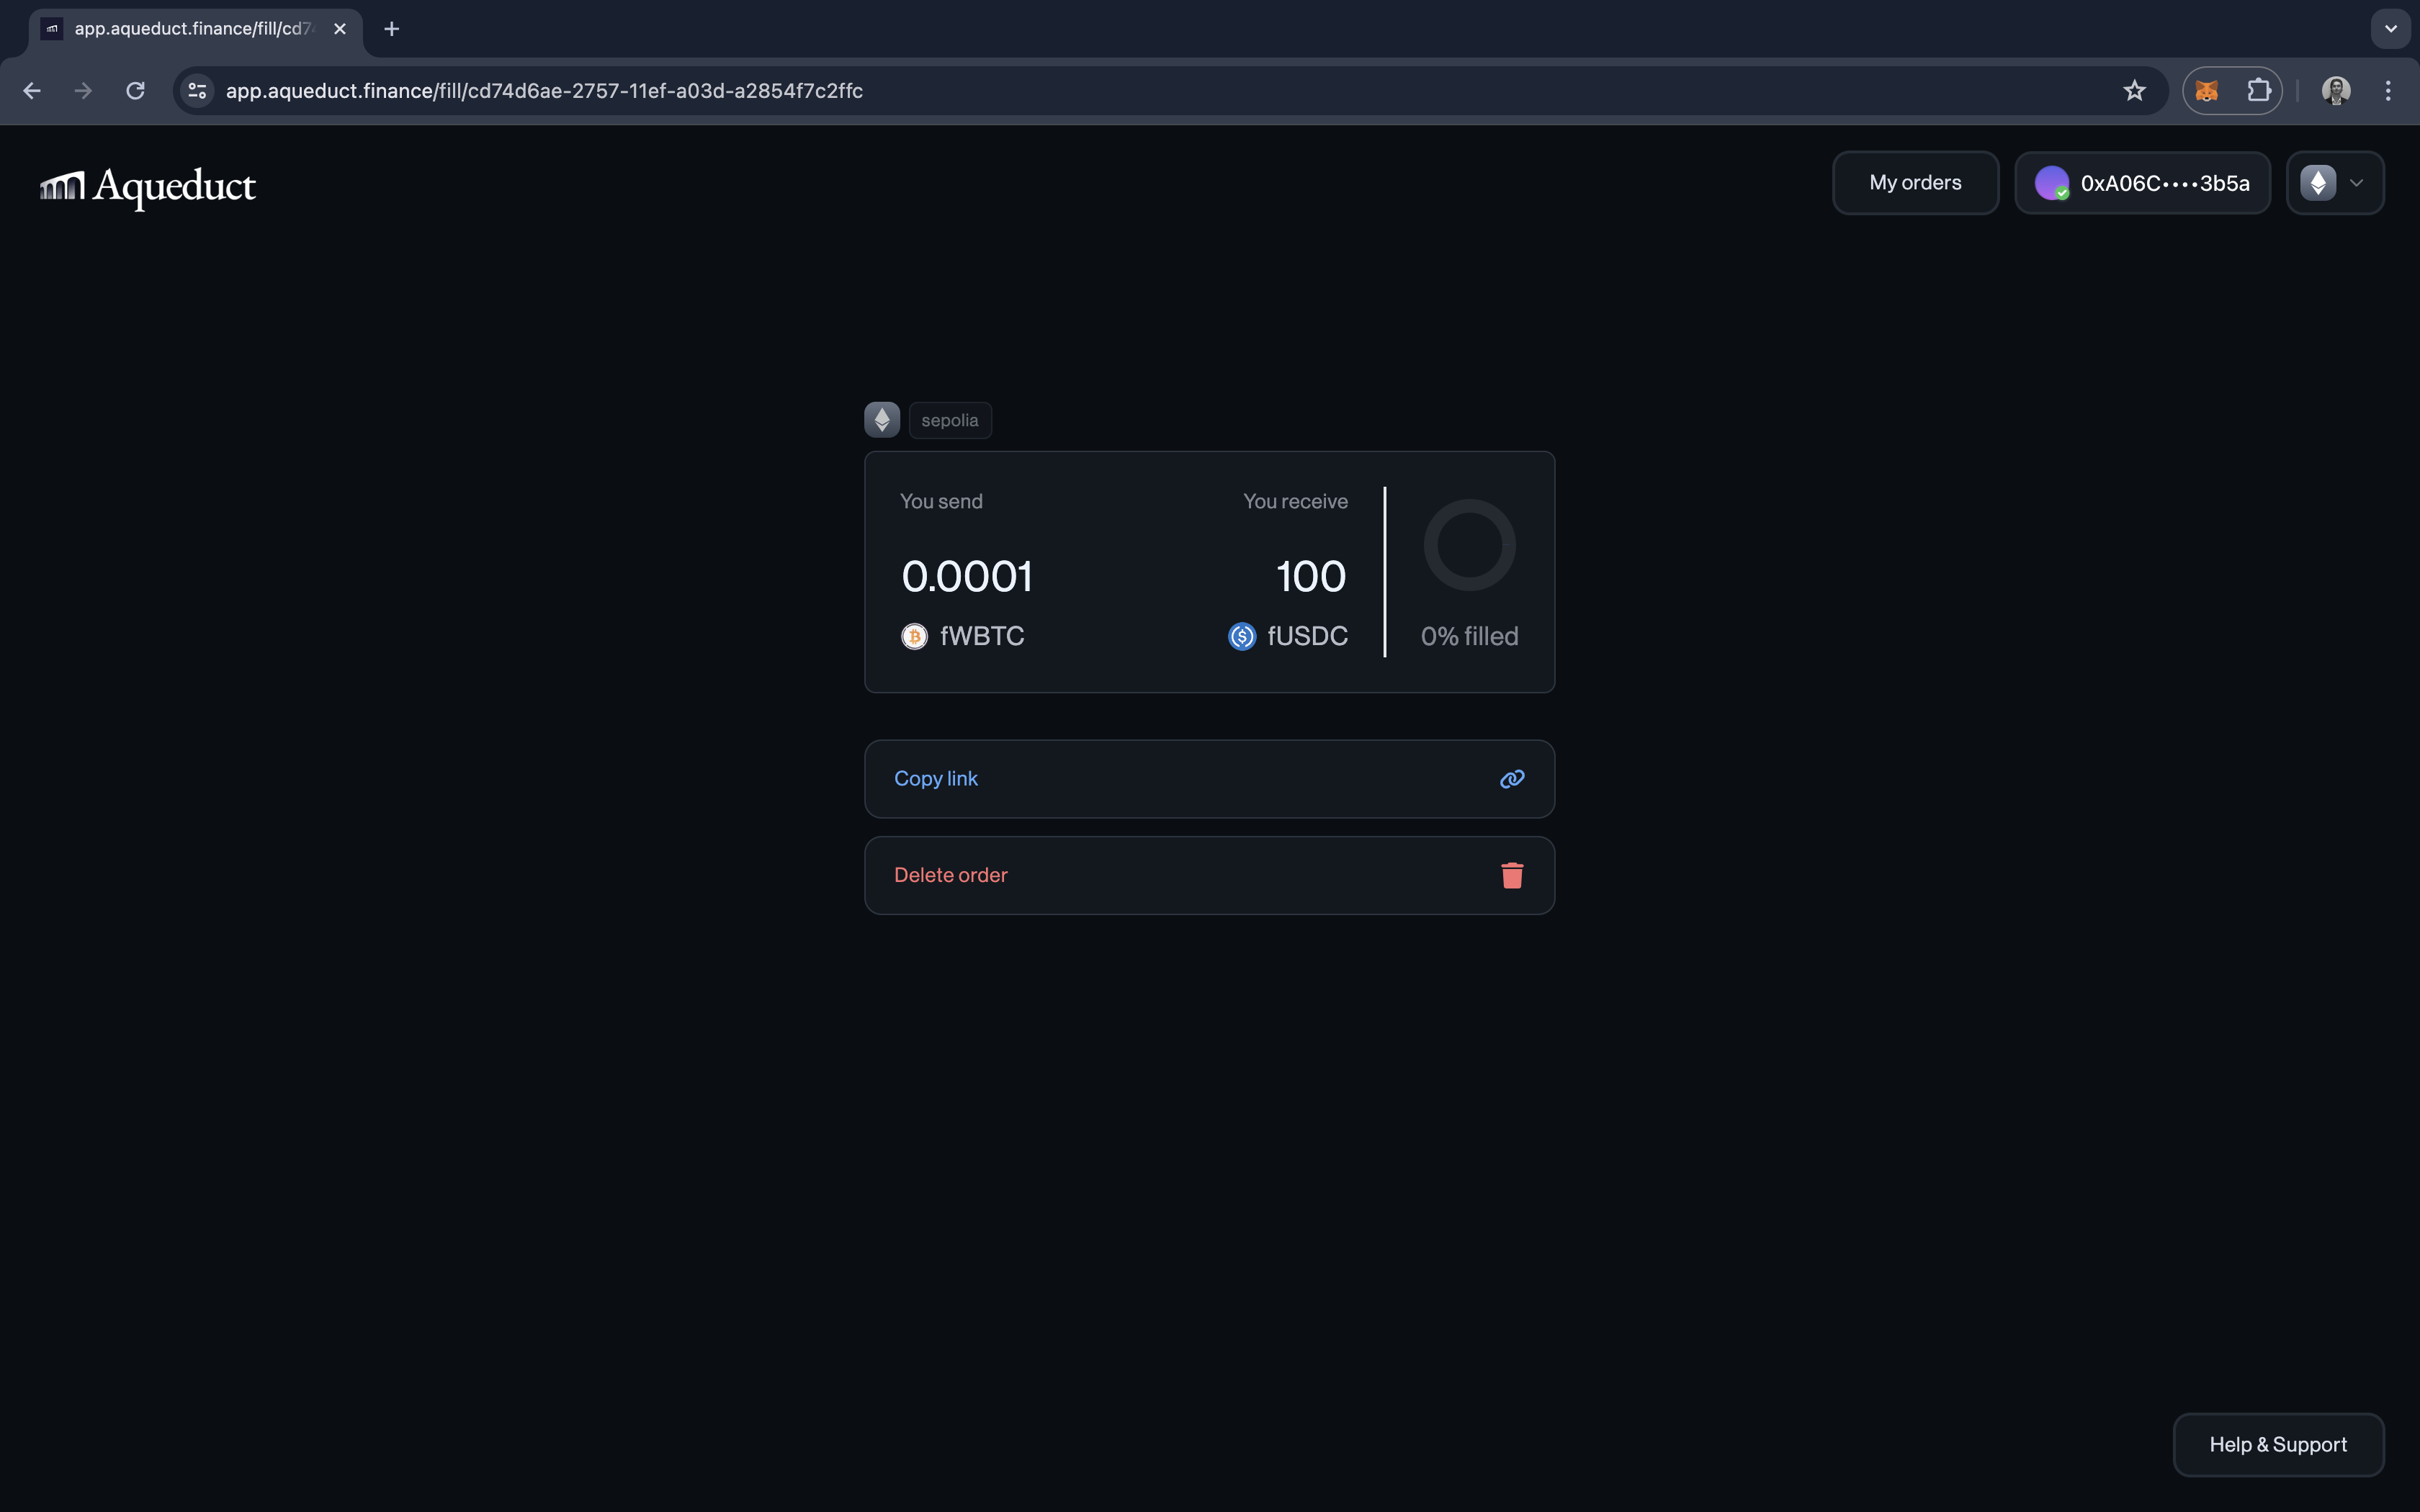 app.aqueduct.finance/fill/cd74
app.aqueduct.finance/fill/cd74d6ae-2757-11ef-a03d-a2854f7c2ffc
Aqueduct
My orders
0xA06C••••3b5a
sepolia
You send
You receive
0.0001
100
fWBTC
fUSDC
0% filled
Copy link
Delete order
Help & Support